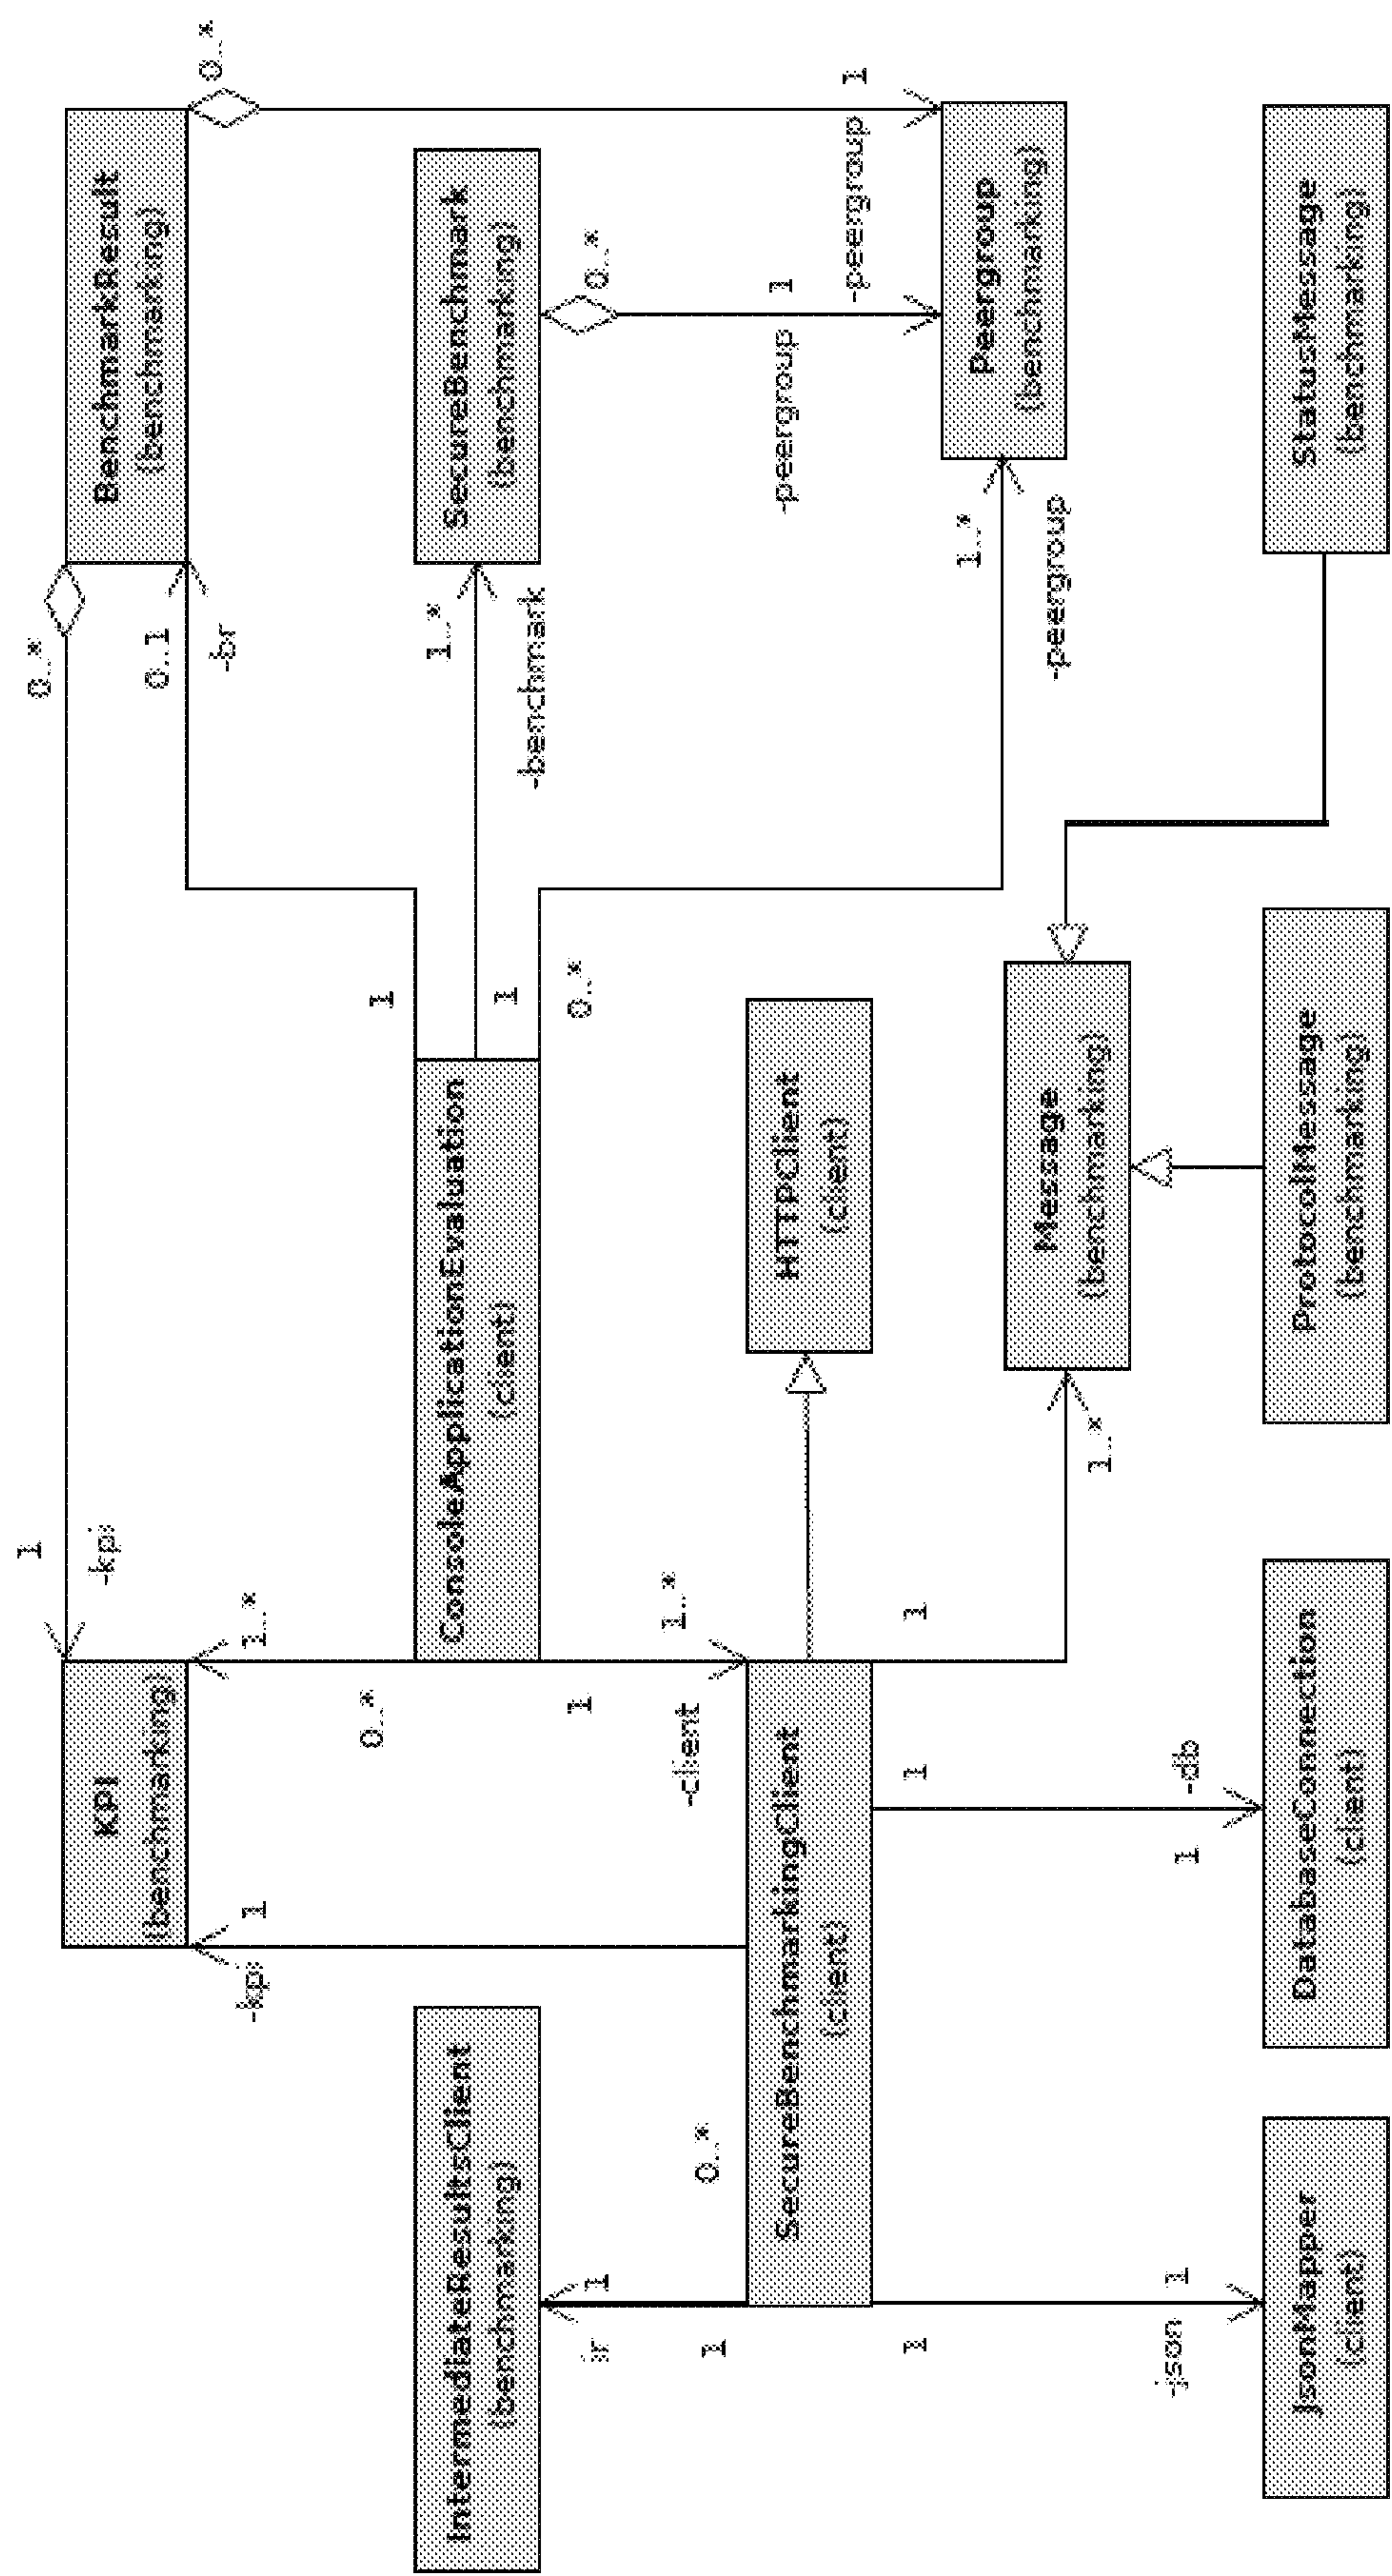 0..*
1
-kpi
KPI
(benchmarking)
BenchmarkResult
(benchmarking)
0..1
-br
0..*
-kpi
1
1..*
0..*
1
IntermediateResultsClient
(benchmarking)
ConsoleApplicationEvaluation
(client)
1..*
-benchmark
1
SecureBenchmark
(benchmarking)
0..*
ir
1
1
0..*
-client
1
1..*
0..*
-peergroup
1
SecureBenchmarkingClient
(client)
HTTPClient
(client)
-peergroup
1
1
1
1
1..*
-peergroup
Peergroup
(benchmarking)
Message
(benchmarking)
1..*
-json
1
1
-db
JsonMapper
(client)
DatabaseConnection
(client)
ProtocolMessage
(benchmarking)
StatusMessage
(benchmarking)